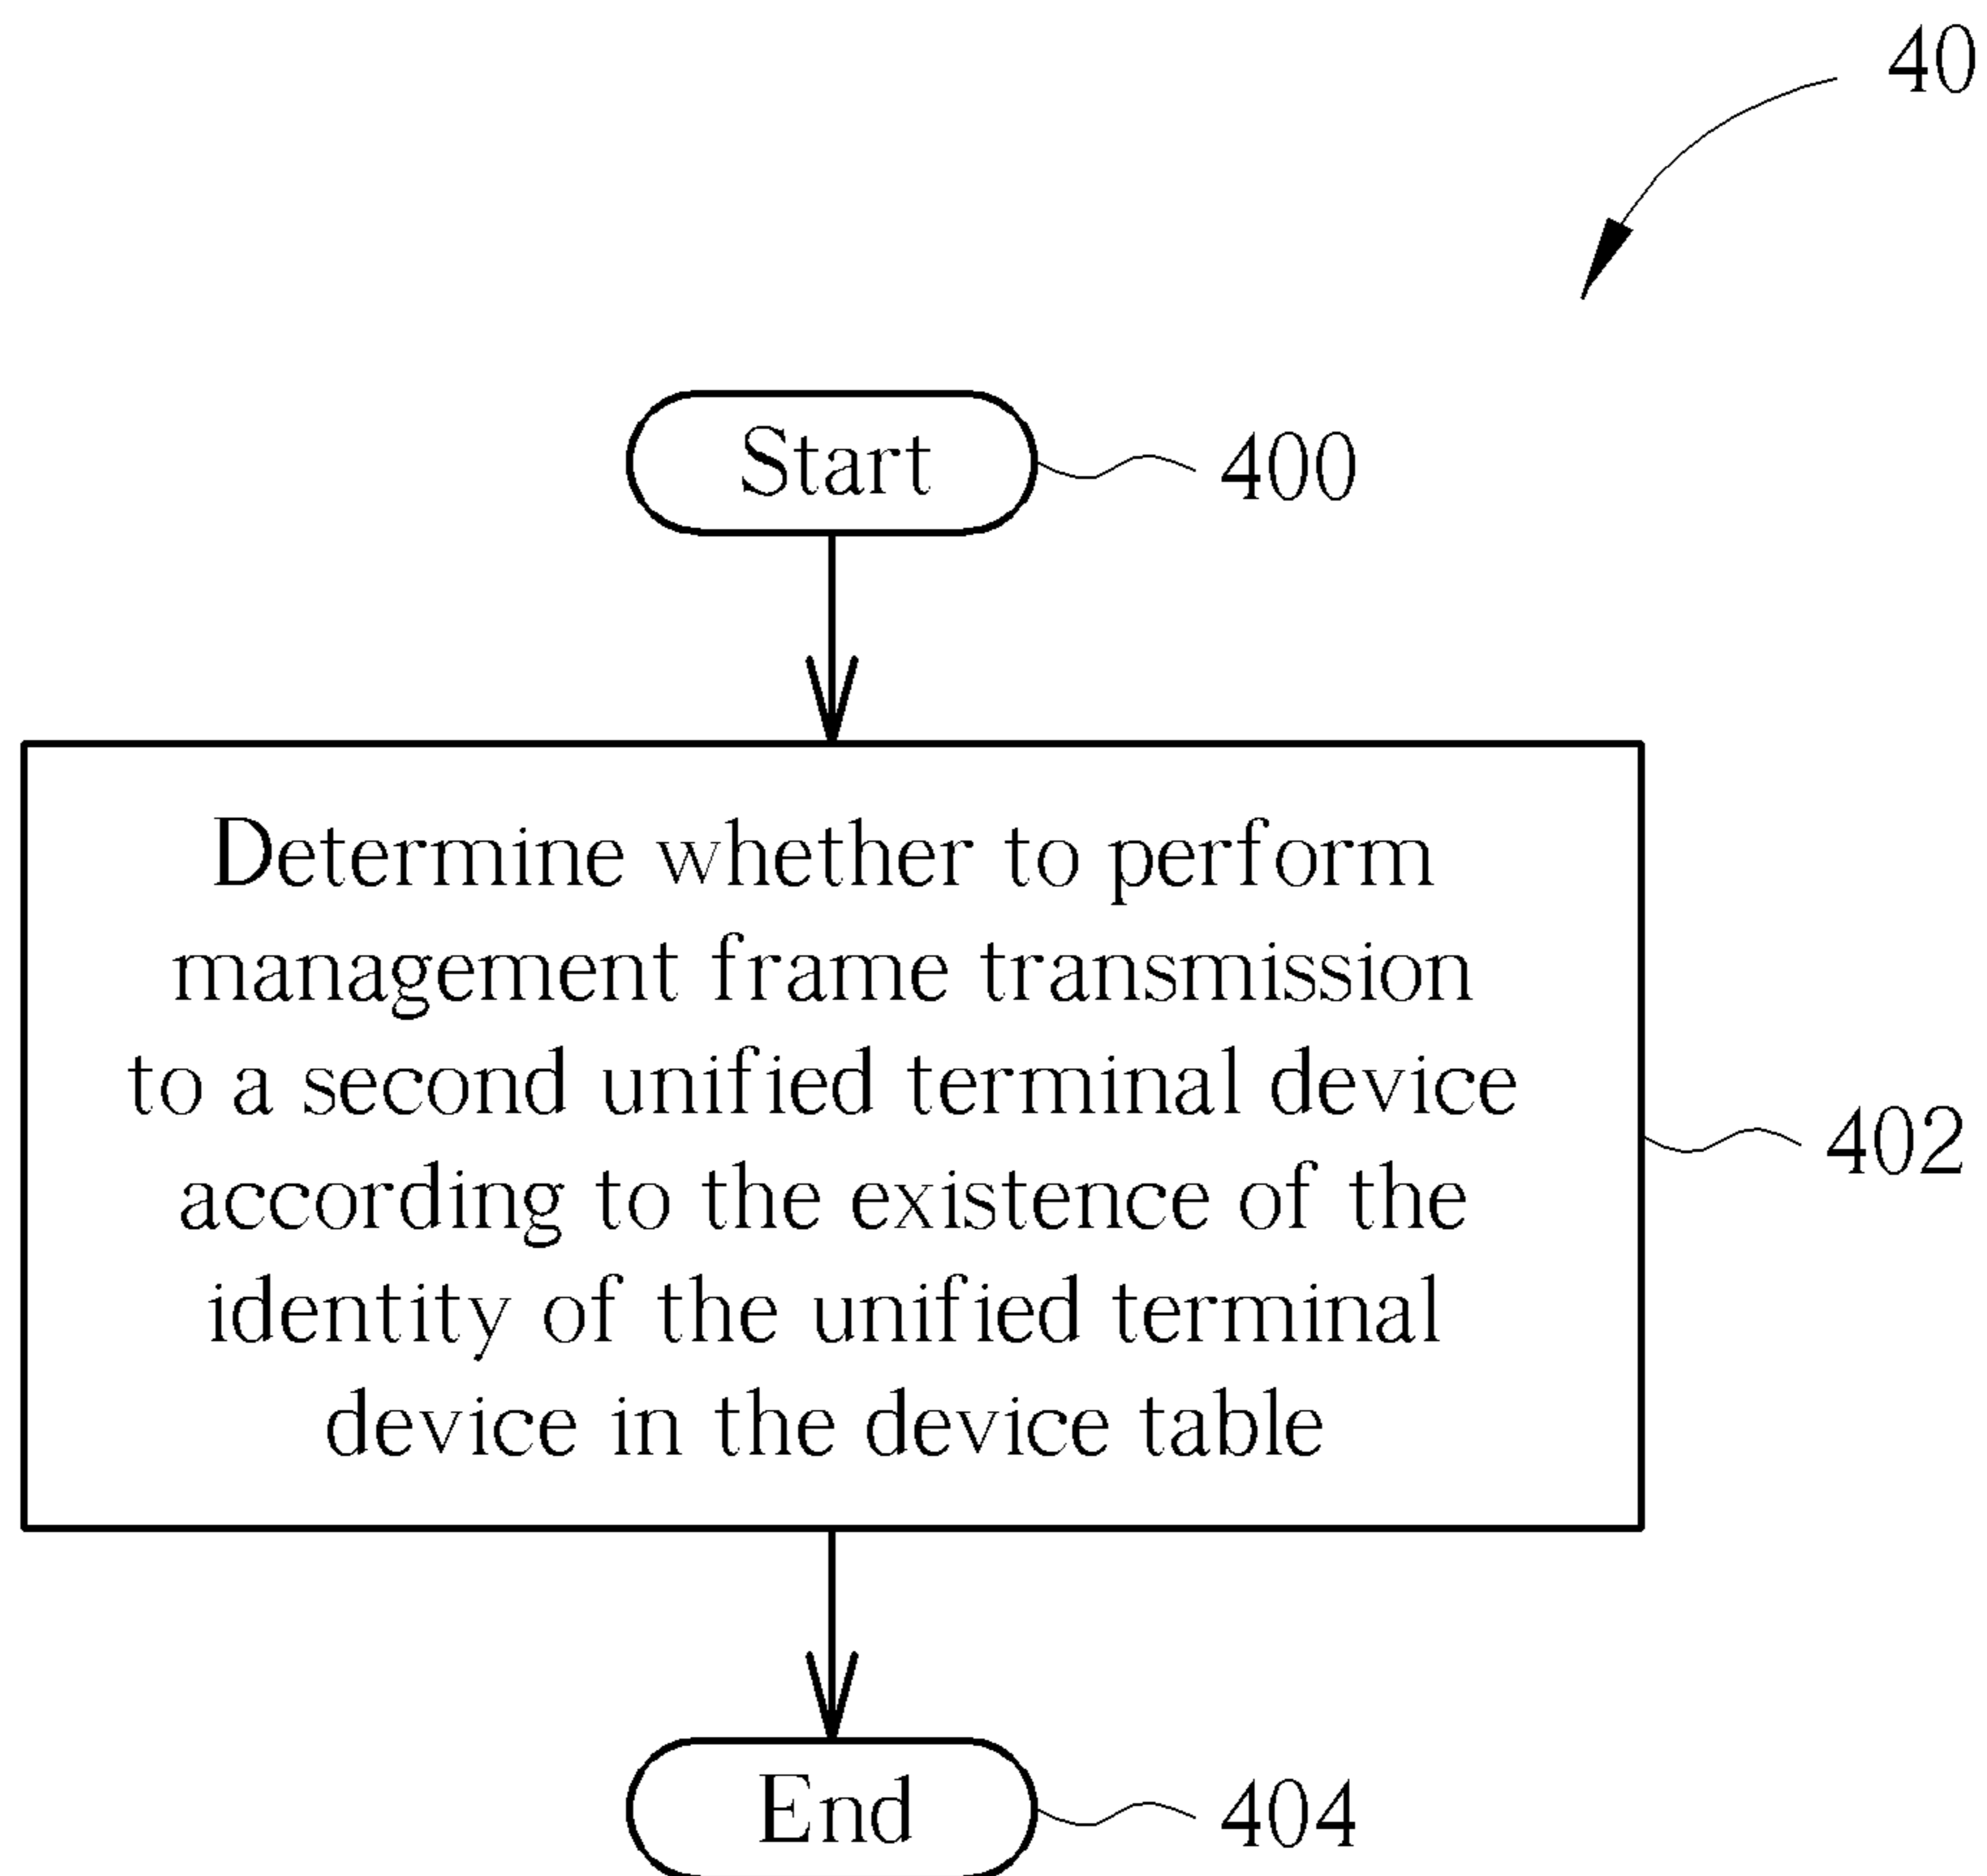 40
Start
400
Determine whether to perform
management frame transmission
to a second unified terminal device
according to the existence of the
identity of the unified terminal
device in the device table
402
End
404